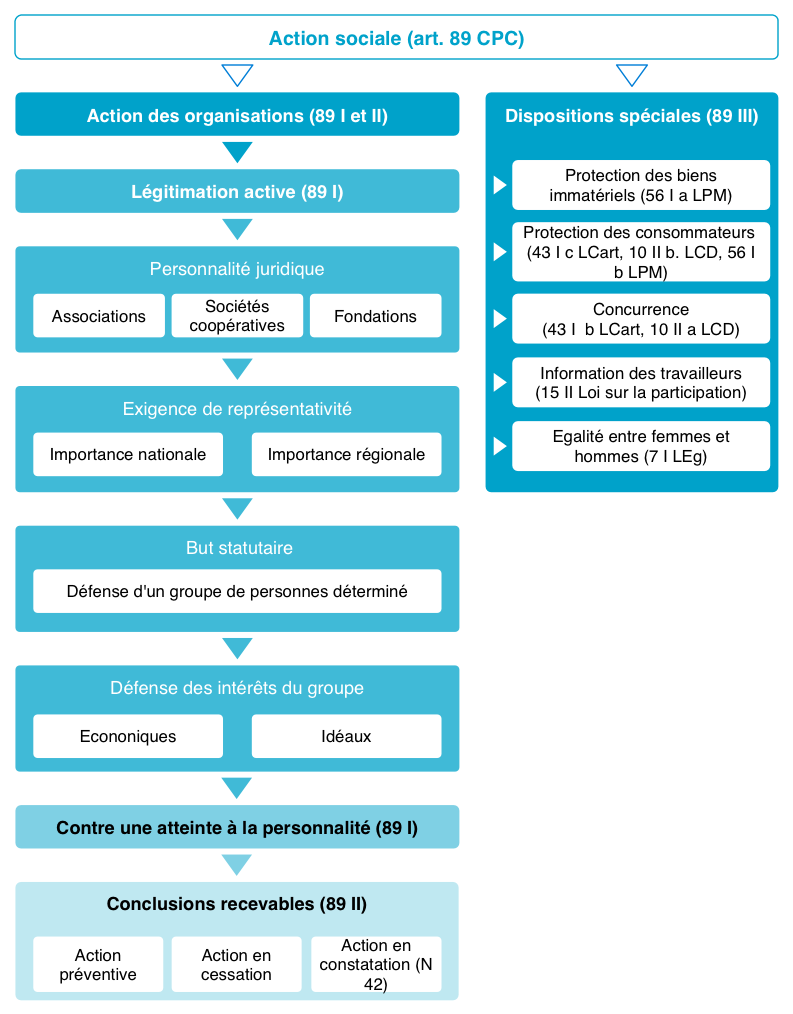 Action sociale (art. 89 CPC)
Action des organisations (89 I et II)
Légitimation active (89 I)
Personnalité juridique
Associations
Sociétés
coopératives
Fondations
Exigence de représentativité
Importance nationale
Importance régionale
But statutaire
Défense d'un groupe de personnes déterminé
Défense des intérêts du groupe
Econoniques
Idéaux
Contre une atteinte à la personnalité (89 I)
Conclusions recevables (89 II)
Action
préventive
Action en
cessation
Action en
constatation (N
42)
Dispositions spéciales (89 III)
Protection des biens
immatériels (56 I a LPM)
Protection des consommateurs
(43 I c LCart, 10 II b. LCD, 56 I
b LPM)
Concurrence
(43 I b LCart, 10 II a LCD)
Information des travailleurs
(15 II Loi sur la participation)
Egalité entre femmes et
hommes (7 I LEg)